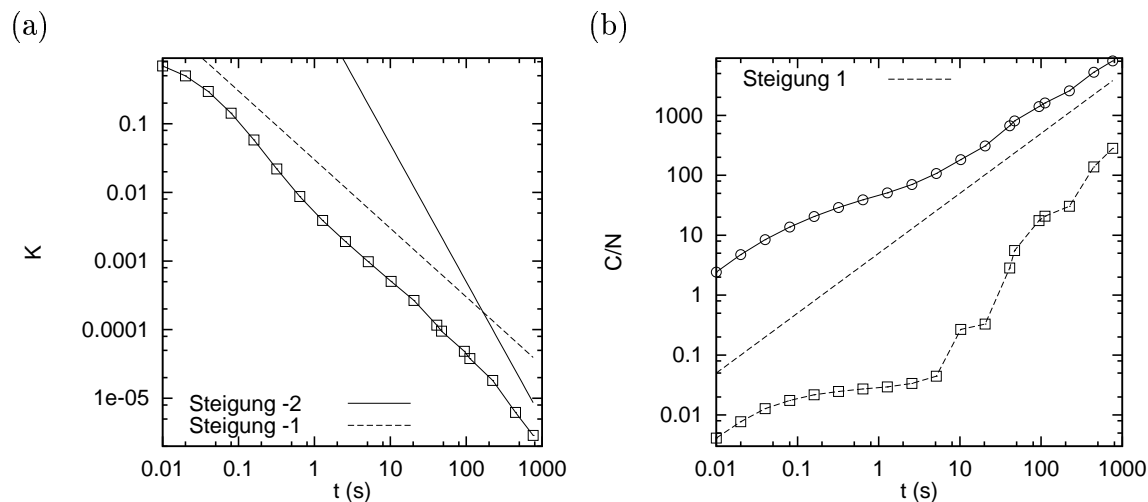 (a)
0.1
0.01
0.001
0.0001
1e-05
K
Steigung -2
Steigung -1
0.01 0.1 1 10 100 1000
t (s)
(b)
Steigung 1
1000
100
10
1
0.1
0.01
C/N
0.01 0.1 1 10 100 1000
t (s)